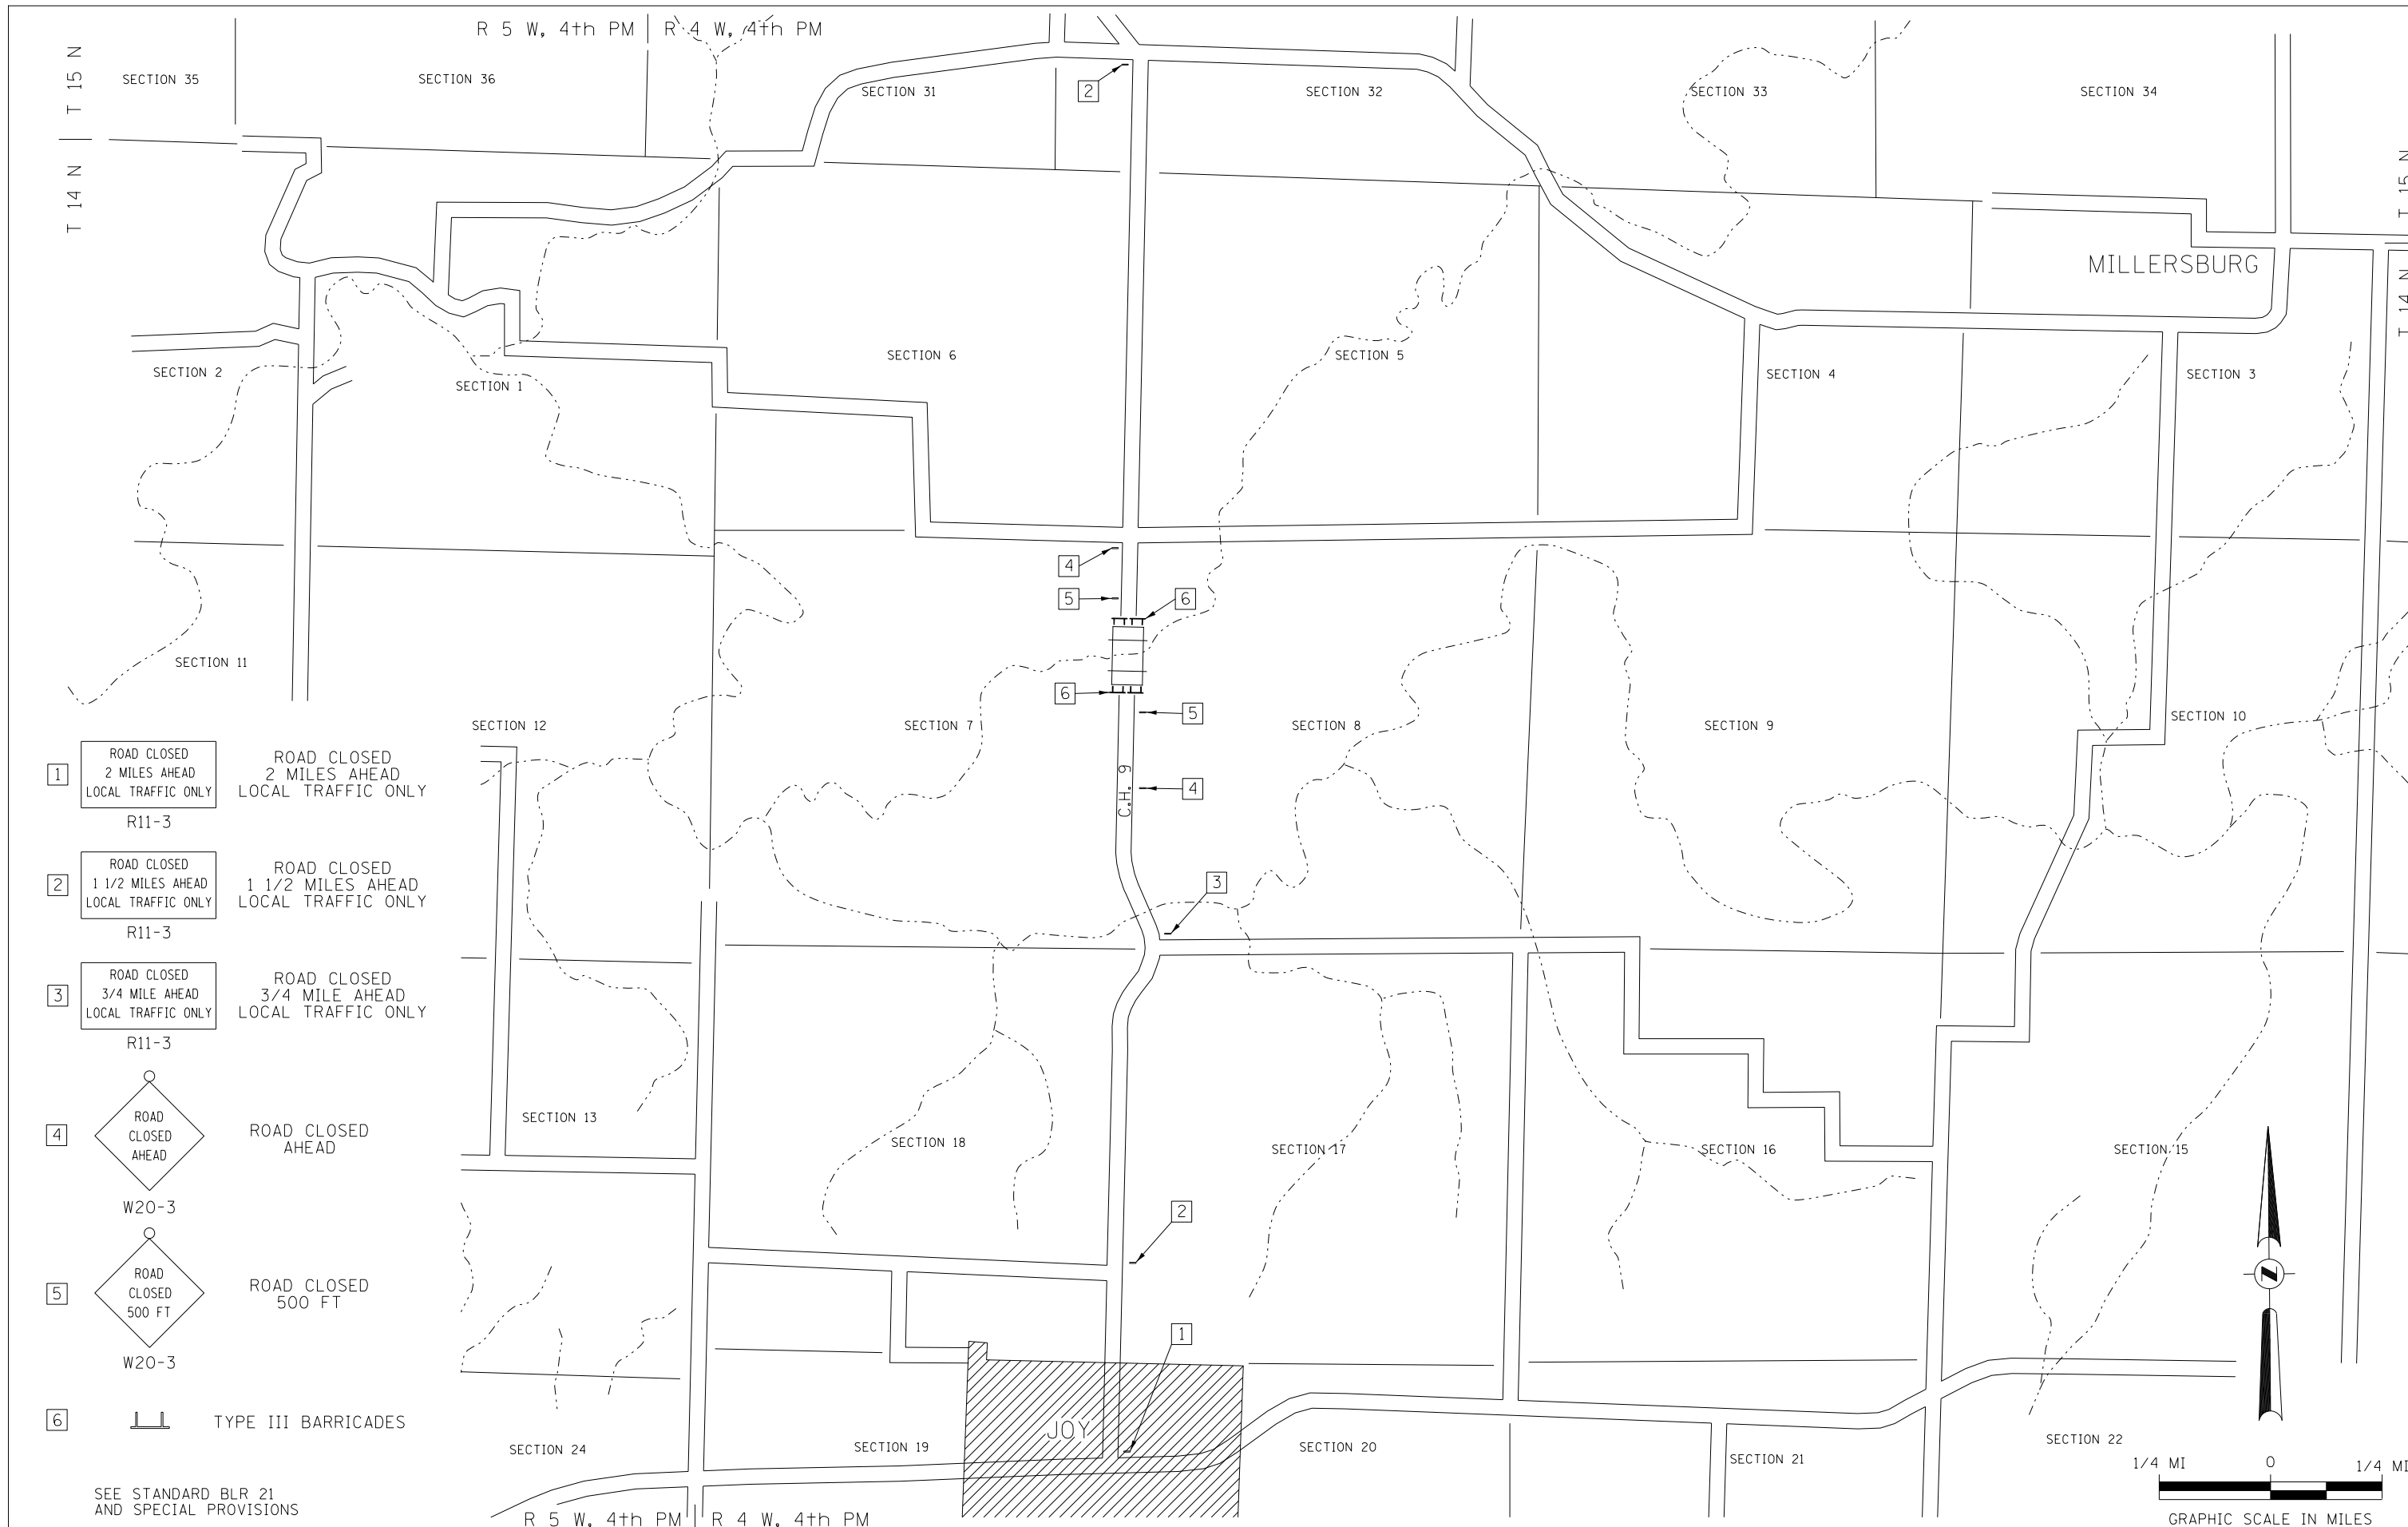 R 5 W, 4th PM
R 4 W, 4th PM
T 15 N
T 14 N
T 15 N
T 14 N
SECTION 35
SECTION 36
SECTION 31
2
SECTION 32
SECTION 33
SECTION 34
MILLERSBURG
SECTION 2
SECTION 1
SECTION 6
SECTION 5
SECTION 4
SECTION 3
4
5
6
6
5
4
C.H. 9
3
SECTION 11
SECTION 12
SECTION 7
SECTION 8
SECTION 9
SECTION 10
1
ROAD CLOSED
2 MILES AHEAD
LOCAL TRAFFIC ONLY
R11-3
ROAD CLOSED
2 MILES AHEAD
LOCAL TRAFFIC ONLY
2
ROAD CLOSED
1 1/2 MILES AHEAD
LOCAL TRAFFIC ONLY
R11-3
ROAD CLOSED
1 1/2 MILES AHEAD
LOCAL TRAFFIC ONLY
3
ROAD CLOSED
3/4 MILE AHEAD
LOCAL TRAFFIC ONLY
R11-3
ROAD CLOSED
3/4 MILE AHEAD
LOCAL TRAFFIC ONLY
4
ROAD
CLOSED
AHEAD
W20-3
ROAD CLOSED
AHEAD
5
ROAD
CLOSED
500 FT
W20-3
ROAD CLOSED
500 FT
6
TYPE III BARRICADES
SEE STANDARD BLR 21
AND SPECIAL PROVISIONS
SECTION 13
SECTION 18
SECTION 17
SECTION 16
SECTION 15
2
1
JOY
SECTION 24
SECTION 19
SECTION 20
SECTION 21
SECTION 22
R 5 W, 4th PM
R 4 W, 4th PM
N
1/4 MI
0
1/4 MI
GRAPHIC SCALE IN MILES